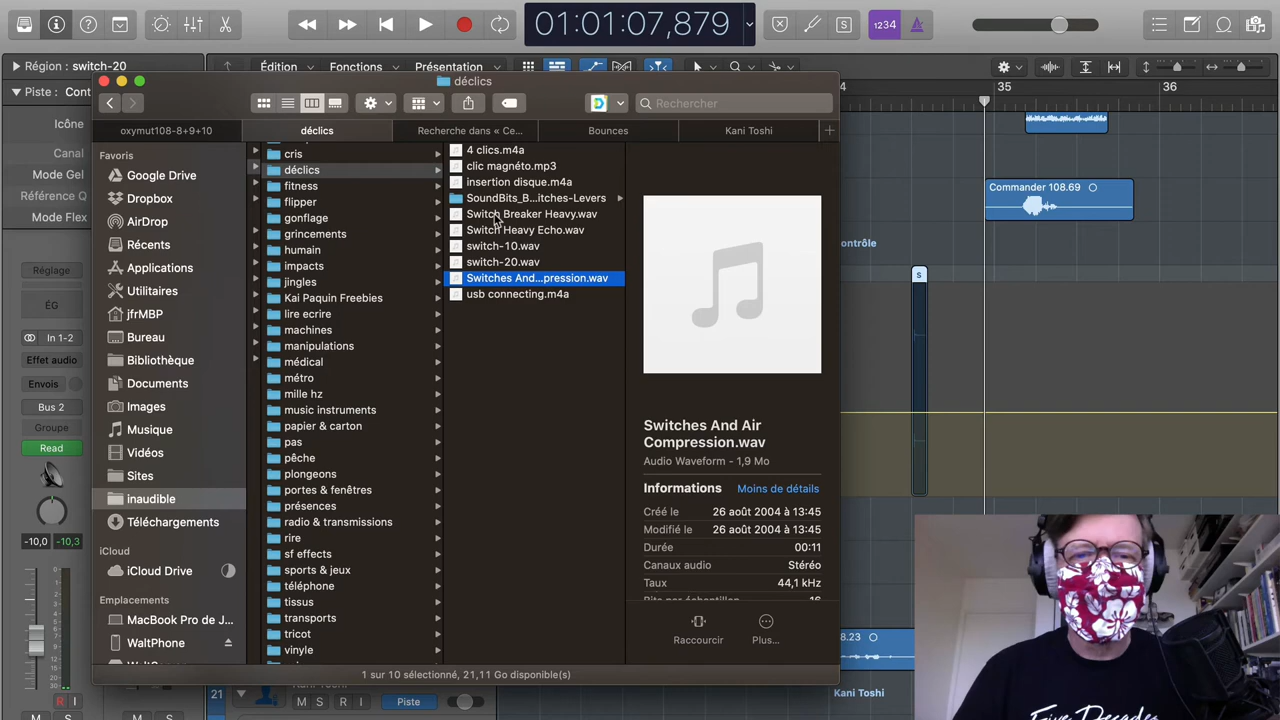 01:01:07,879
1234
Région : switch-20
Édition
Fonctions
Présentation
Piste :
Icône
Canal
Mode Gel
Référence Q
Mode Flex
Réglage
ÉG
In 1-2
Effet audio
Envois
Bus 2
Groupe
Read
-10,0
-10,3
R I
M S
déclics
Rechercher
oxymut108-8+9+10
déclics
Recherche dans « Ce...
Bounces
Kani Toshi
Favoris
Google Drive
Dropbox
AirDrop
Récents
Applications
Utilitaires
jfrMBP
Bureau
Bibliothèque
Documents
Images
Musique
Vidéos
Sites
inaudible
Téléchargements
iCloud
iCloud Drive
Emplacements
MacBook Pro de J...
WaltPhone
cris
déclics
fitness
flipper
gonflage
grincements
humain
impacts
jingles
Kai Paquin Freebies
lire ecrire
machines
manipulations
médical
métro
mille hz
music instruments
papier & carton
pas
pêche
plongeons
portes & fenêtres
présences
radio & transmissions
rire
sf effects
sports & jeux
téléphone
tissus
transports
tricot
vinyle
4 clics.m4a
clic magnéto.mp3
insertion disque.m4a
SoundBits_B...itches-Levers
Switch Breaker Heavy.wav
Switch Heavy Echo.wav
switch-10.wav
switch-20.wav
Switches And...pression.wav
usb connecting.m4a
Switches And Air
Compression.wav
Audio Waveform - 1,9 Mo
Informations
Moins de détails
Créé le 26 août 2004 à 13:45
Modifié le 26 août 2004 à 13:45
Durée 00:11
Canaux audio Stéréo
Taux 44,1 kHz
Raccourcir
Plus...
1 sur 10 sélectionné, 21,11 Go disponible(s)
35
36
Commander 108.69
contrôle
s
8.23
Kani Toshi
21
M S R I
Piste
Five Decades